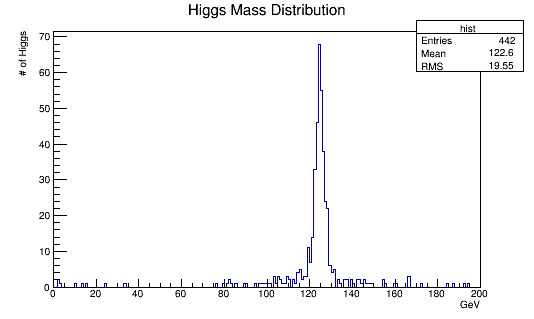 Higgs Mass Distribution
hist
Entries 442
Mean 122.6
RMS 19.55
# of Higgs
70
60
50
40
30
20
10
0
0 20 40 60 80 100 120 140 160 180 200
GeV